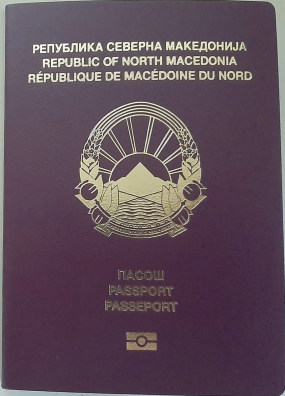 РЕПУБЛИКА СЕВЕРНА МАКЕДОНИЈА
REPUBLIC OF NORTH MACEDONIA
RÉPUBLIQUE DE MACÉDOINE DU NORD
ПАСОШ
PASSPORT
PASSEPORT